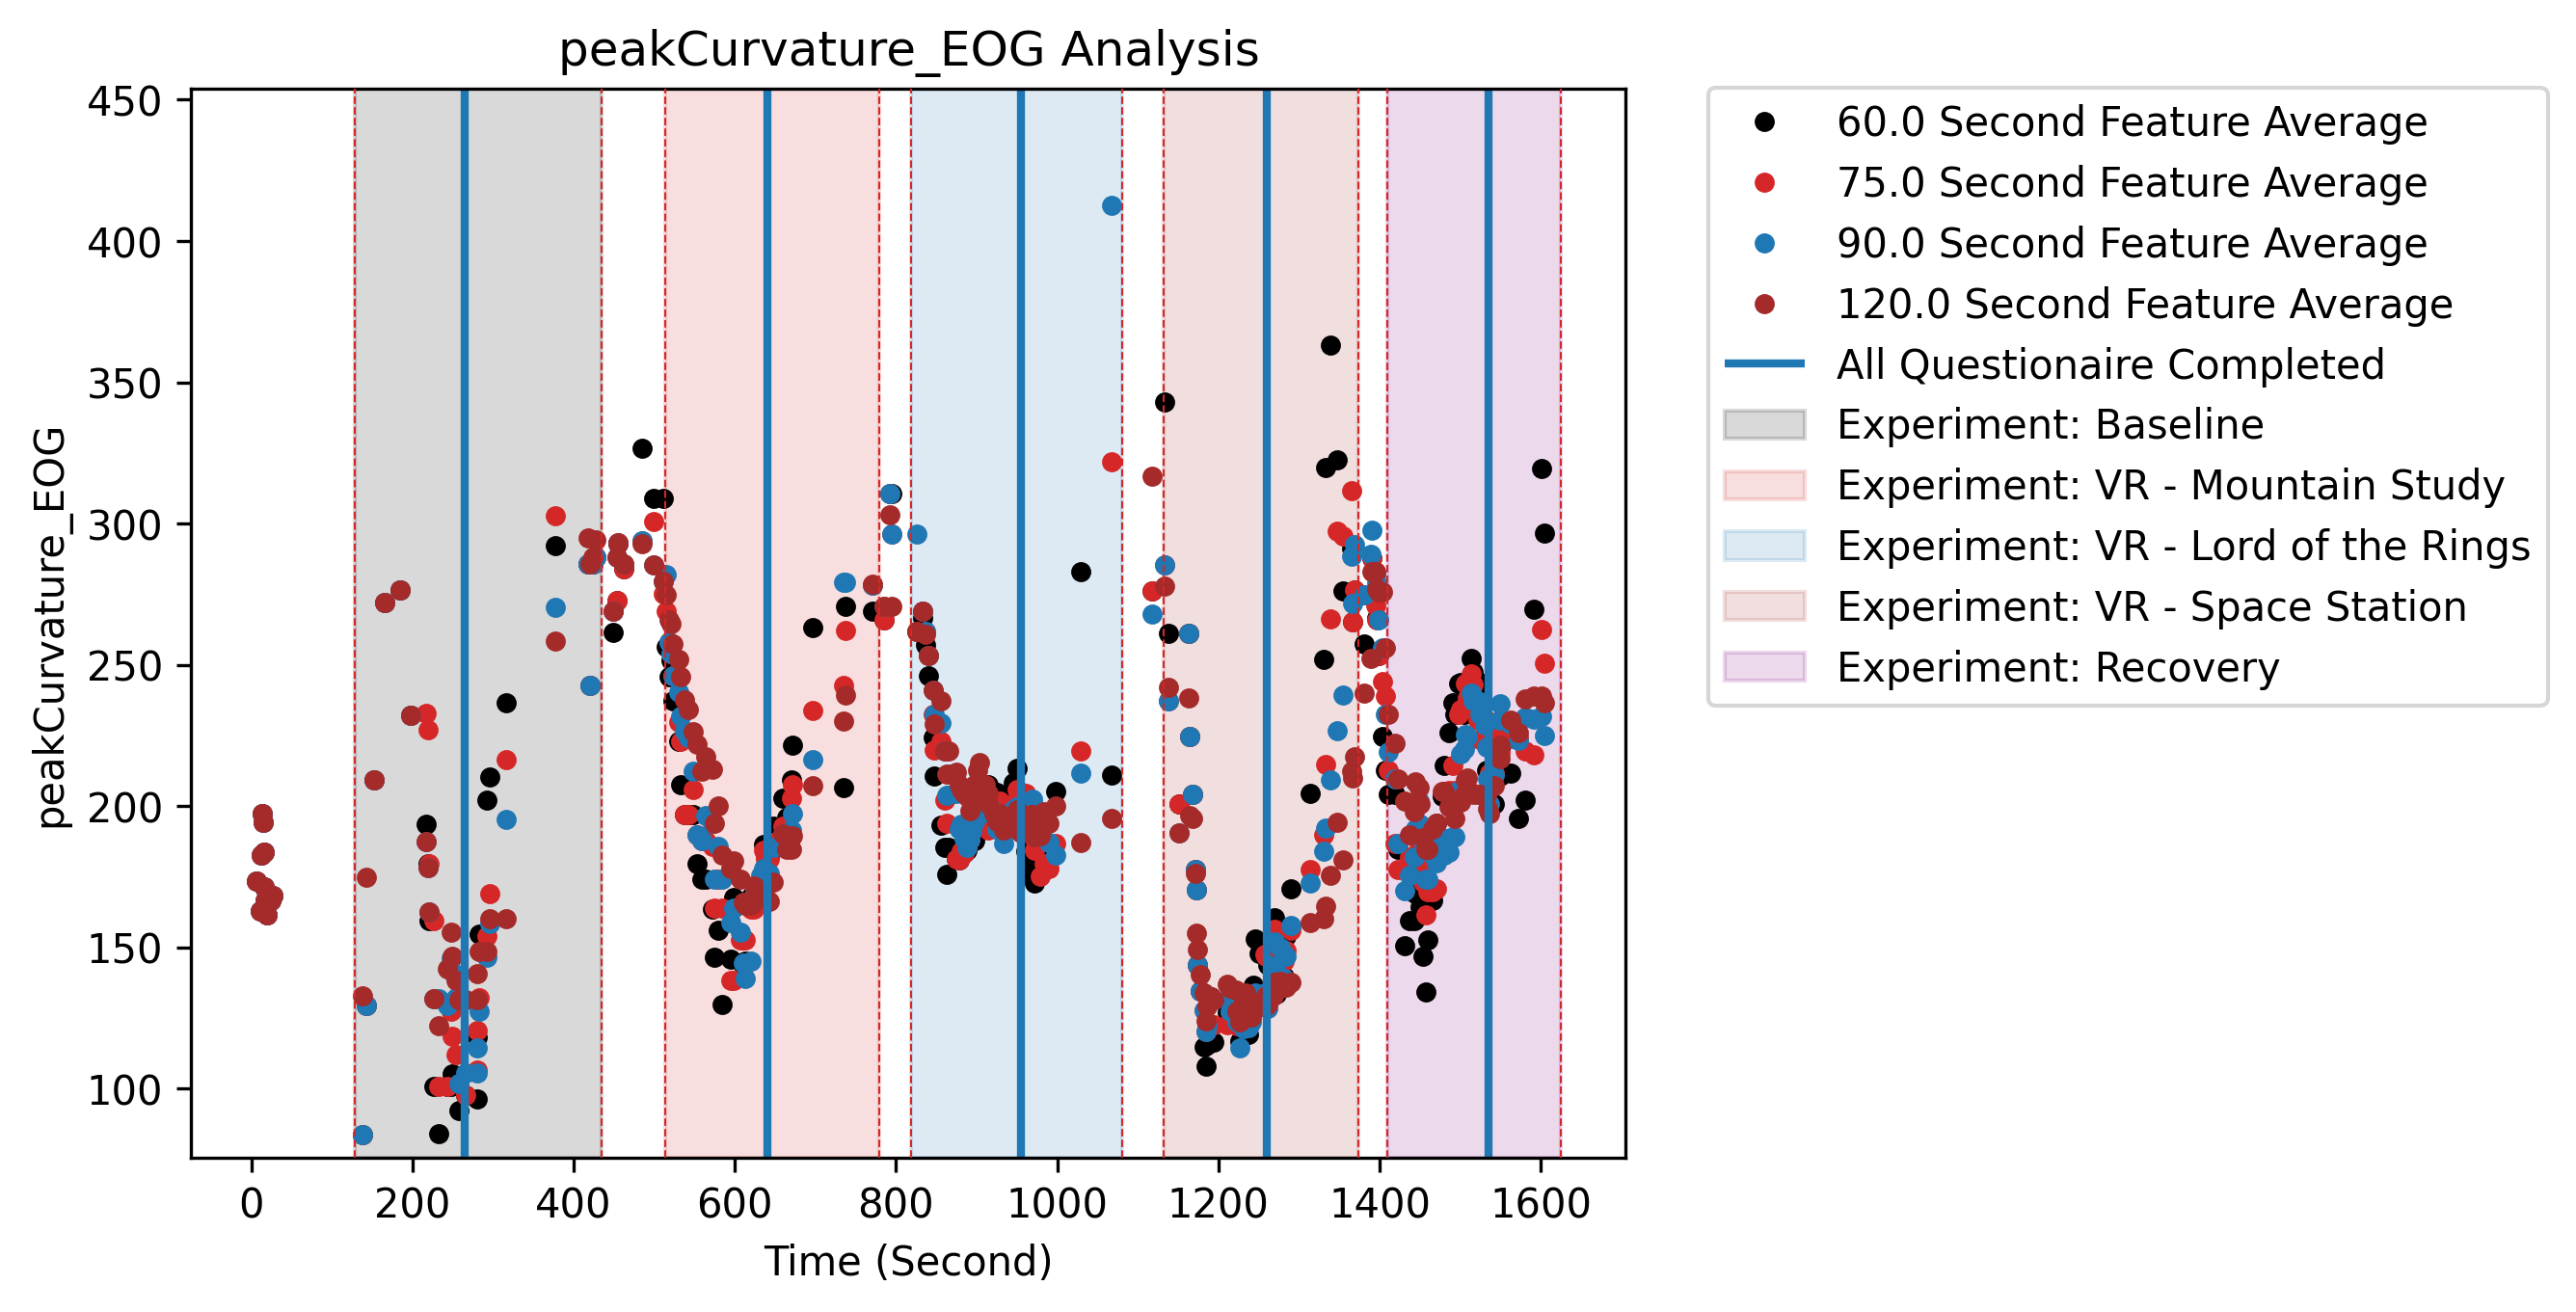 peakCurvature_EOG Analysis
peakCurvature_EOG
450
400
350
300
250
200
150
100
0 200 400 600 800 1000 1200 1400 1600
Time (Second)
60.0 Second Feature Average
75.0 Second Feature Average
90.0 Second Feature Average
120.0 Second Feature Average
All Questionaire Completed
Experiment: Baseline
Experiment: VR - Mountain Study
Experiment: VR - Lord of the Rings
Experiment: VR - Space Station
Experiment: Recovery